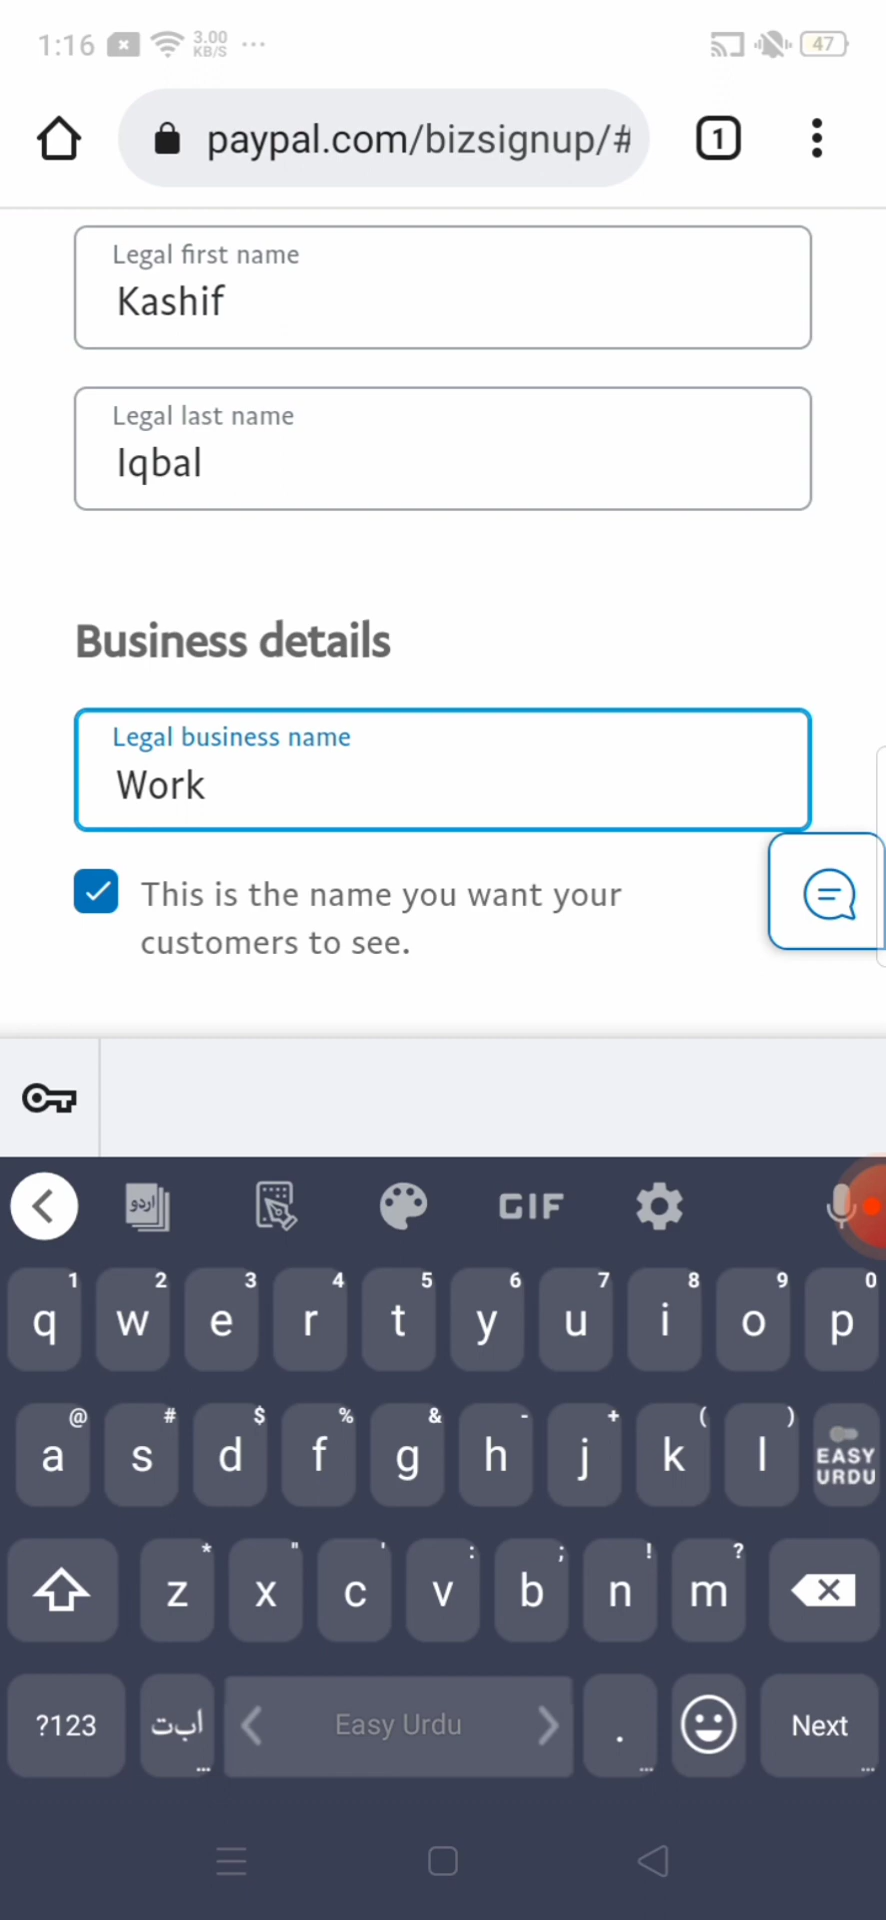 1:16 3.00 KB/S ... 47
paypal.com/bizsignup/# 1
Legal first name
Kashif
Legal last name
Iqbal
Business details
Legal business name
Work
This is the name you want your
customers to see.
اردو GIF
1 2 3 4 5 6 7 8 9 0
q w e r t y u i o p
@ # $ % & - + ( )
a s d f g h j k l EASY URDU
* " ' : ; ! ?
z x c v b n m
?123 اب‌ت Easy Urdu . Next